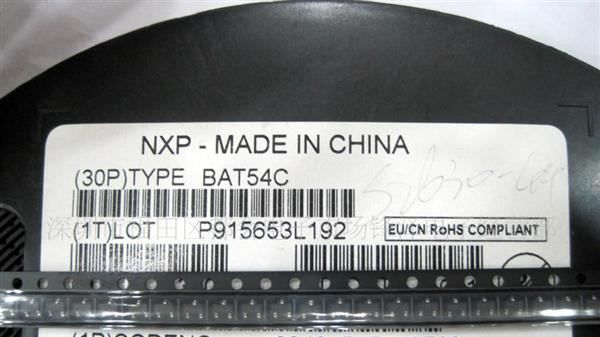 NXP - MADE IN CHINA
(30P)TYPE BAT54C
(1T)LOT P915653L192
EU/CN RoHS COMPLIANT